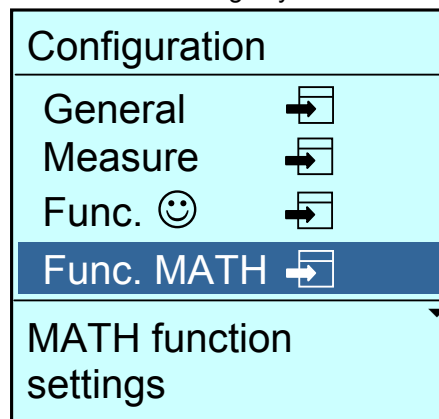 Configuration
General
Measure
Func. ☺
Func. MATH
MATH function
settings